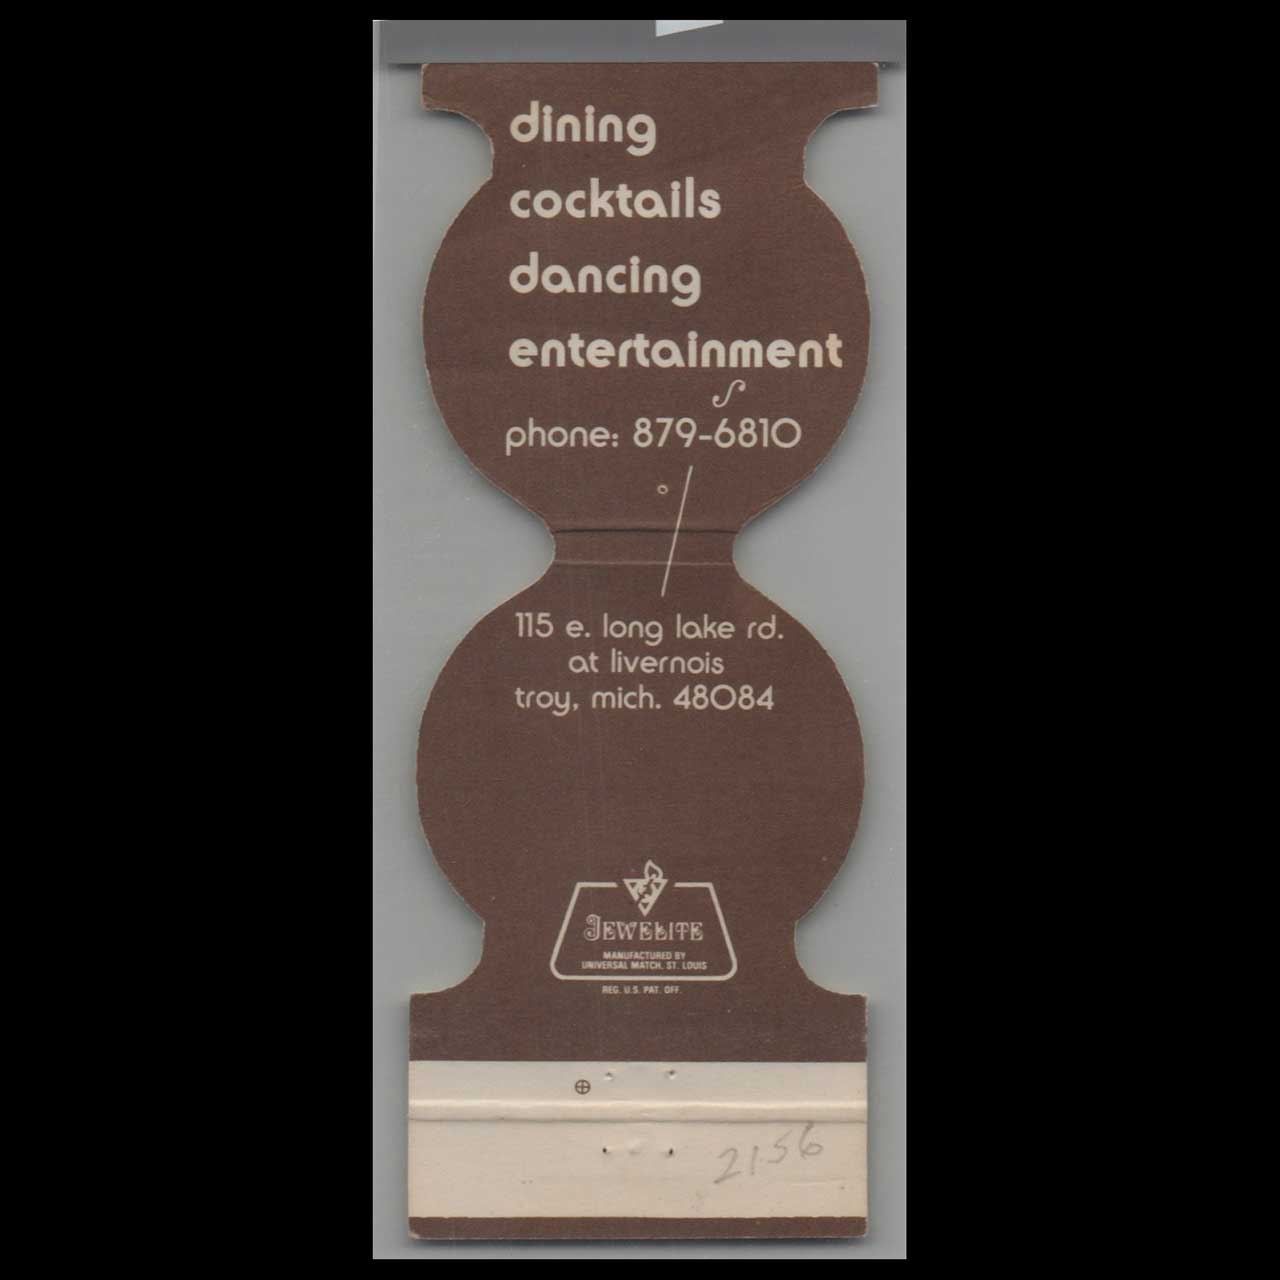 dining
cocktails
dancing
entertainment
phone: 879-6810
115 e. long lake rd.
at livernois
troy, mich. 48084
JEWELITE
MANUFACTURED BY
UNIVERSAL MATCH, ST. LOUIS
REG. U.S. PAT. OFF.
2156